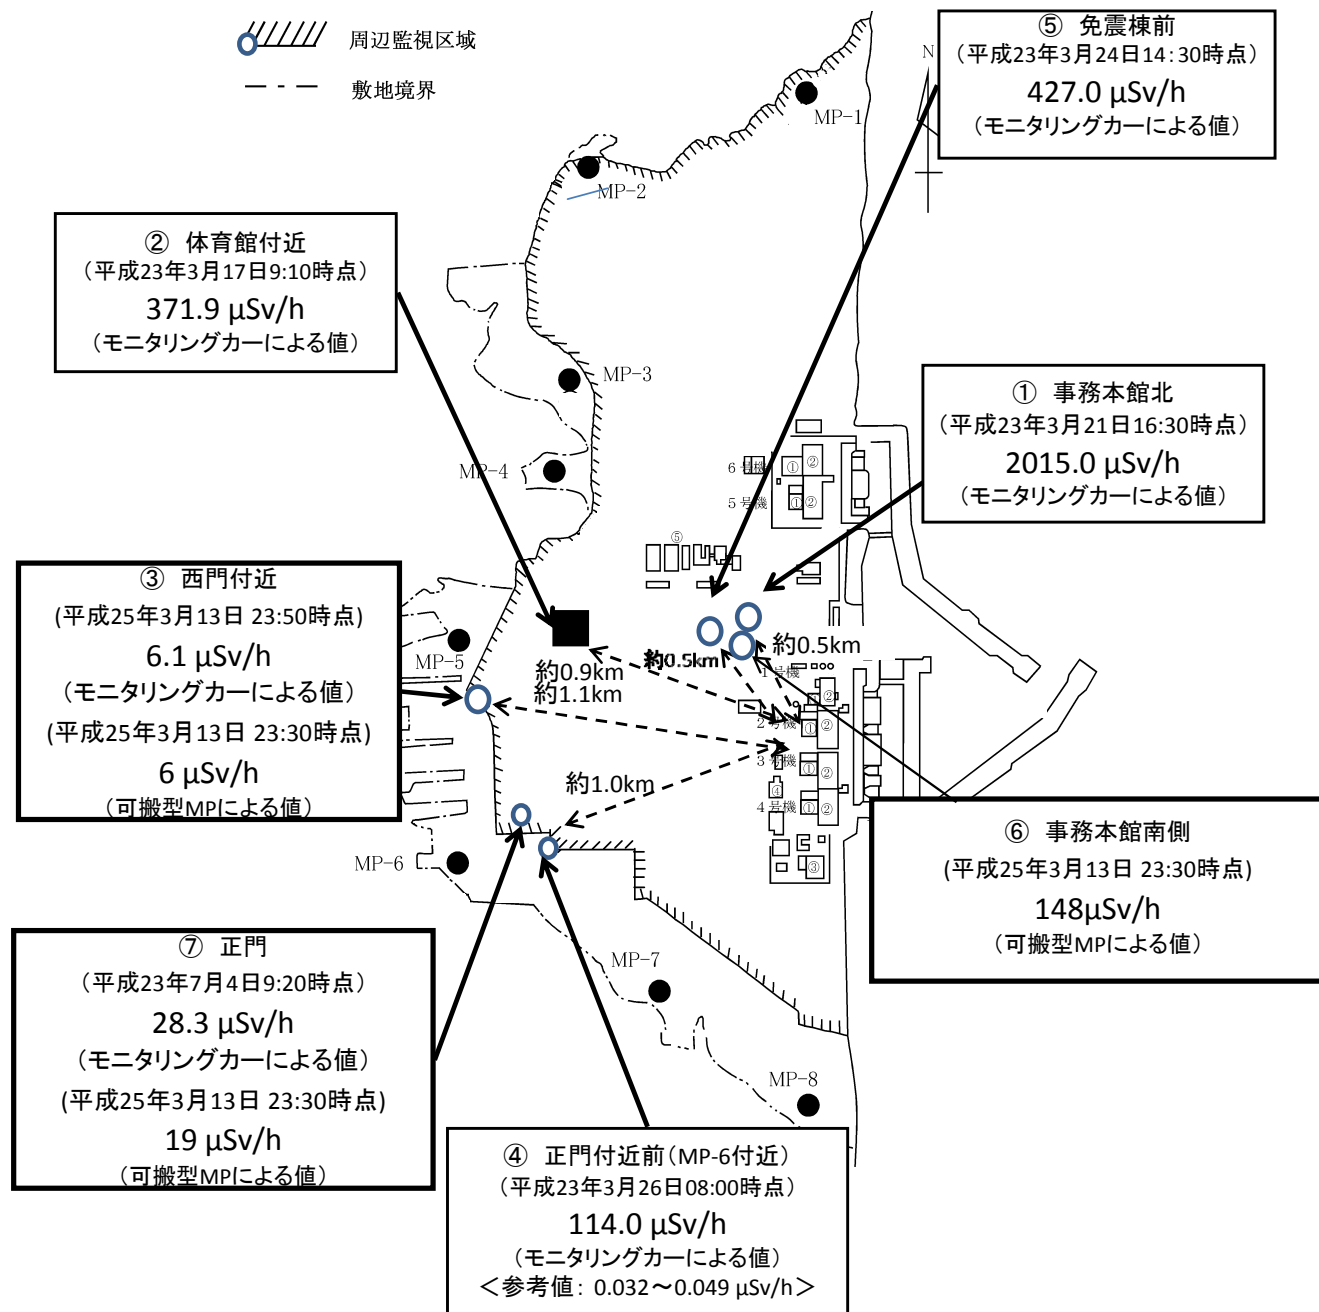 周辺監視区域
敷地境界
⑤ 免震棟前
（平成23年3月24日14:30時点）
427.0 μSv/h
（モニタリングカーによる値）
N
MP-1
MP-2
② 体育館付近
（平成23年3月17日9:10時点）
371.9 μSv/h
（モニタリングカーによる値）
MP-3
① 事務本館北
（平成23年3月21日16:30時点）
2015.0 μSv/h
（モニタリングカーによる値）
MP-4
6号機
①
②
5号機
①
②
⑤
③ 西門付近
(平成25年3月13日 23:50時点)
6.1 μSv/h
（モニタリングカーによる値）
(平成25年3月13日 23:30時点)
6 μSv/h
（可搬型MPによる値）
MP-5
約0.5km
約0.5km
約0.9km
約1.1km
1号機
②
2号機
①
②
3号機
①
②
約1.0km
④
4号機
①
②
③
MP-6
⑥ 事務本館南側
(平成25年3月13日 23:30時点)
148μSv/h
（可搬型MPによる値）
⑦ 正門
（平成23年7月4日9:20時点）
28.3 μSv/h
（モニタリングカーによる値）
(平成25年3月13日 23:30時点)
19 μSv/h
（可搬型MPによる値）
MP-7
MP-8
④ 正門付近前（MP-6付近）
（平成23年3月26日08:00時点）
114.0 μSv/h
（モニタリングカーによる値）
＜参考値: 0.032～0.049 μSv/h＞